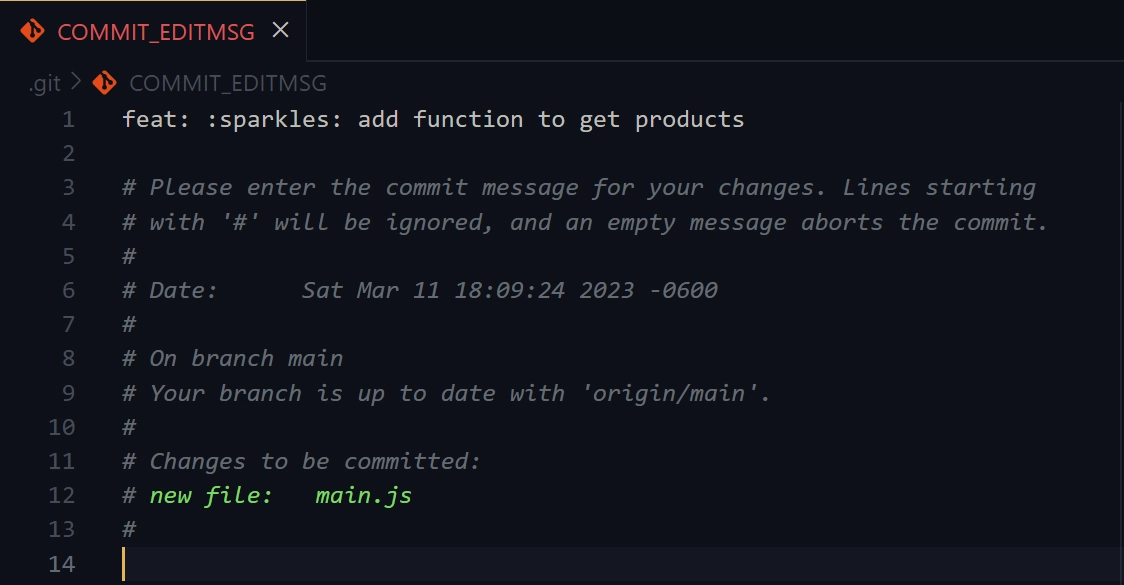 COMMIT_EDITMSG
.git > COMMIT_EDITMSG
1 feat: :sparkles: add function to get products
2
3 # Please enter the commit message for your changes. Lines starting
4 # with '#' will be ignored, and an empty message aborts the commit.
5 #
6 # Date:      Sat Mar 11 18:09:24 2023 -0600
7 #
8 # On branch main
9 # Your branch is up to date with 'origin/main'.
10 #
11 # Changes to be committed:
12 # new file:   main.js
13 #
14